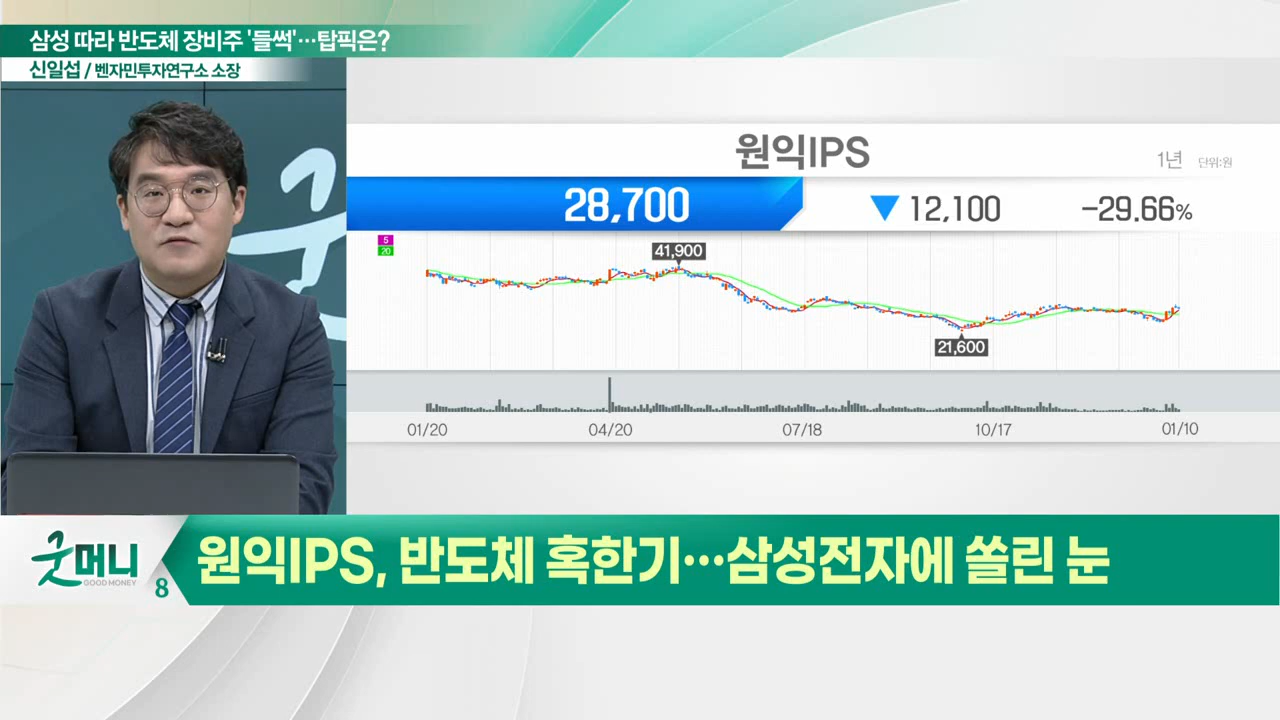 삼성 따라 반도체 장비주 '들썩'…탑픽은?
신일섭 / 벤자민투자연구소 소장
굿
원익IPS
1년 단위:원
28,700 ▼ 12,100 -29.66%
5
20
41,900
21,600
01/20 04/20 07/18 10/17 01/10
굿머니
GOOD MONEY
8
원익IPS, 반도체 혹한기…삼성전자에 쏠린 눈